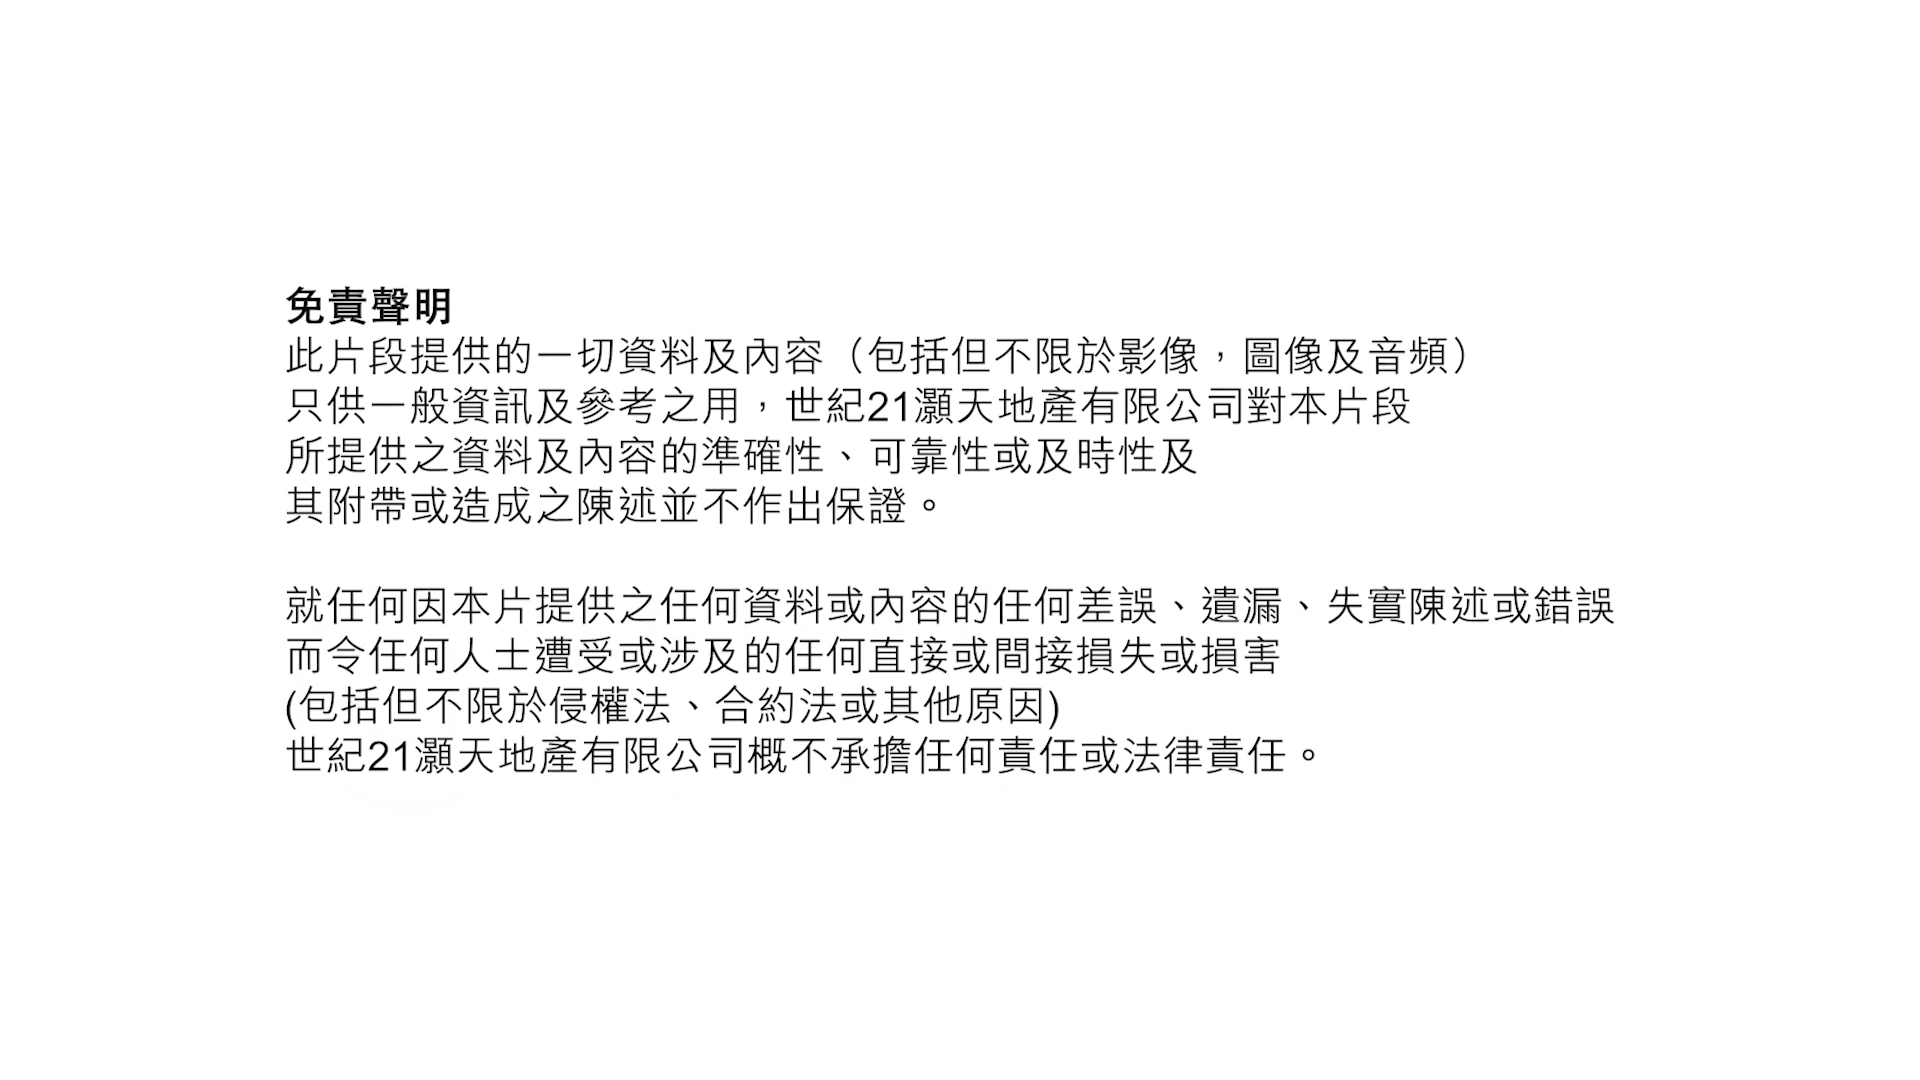 免責聲明
此片段提供的一切資料及內容（包括但不限於影像，圖像及音頻）
只供一般資訊及參考之用，世紀21灝天地產有限公司對本片段
所提供之資料及內容的準確性、可靠性或及時性及
其附帶或造成之陳述並不作出保證。
就任何因本片提供之任何資料或內容的任何差誤、遺漏、失實陳述或錯誤
而令任何人士遭受或涉及的任何直接或間接損失或損害
(包括但不限於侵權法、合約法或其他原因)
世紀21灝天地產有限公司概不承擔任何責任或法律責任。